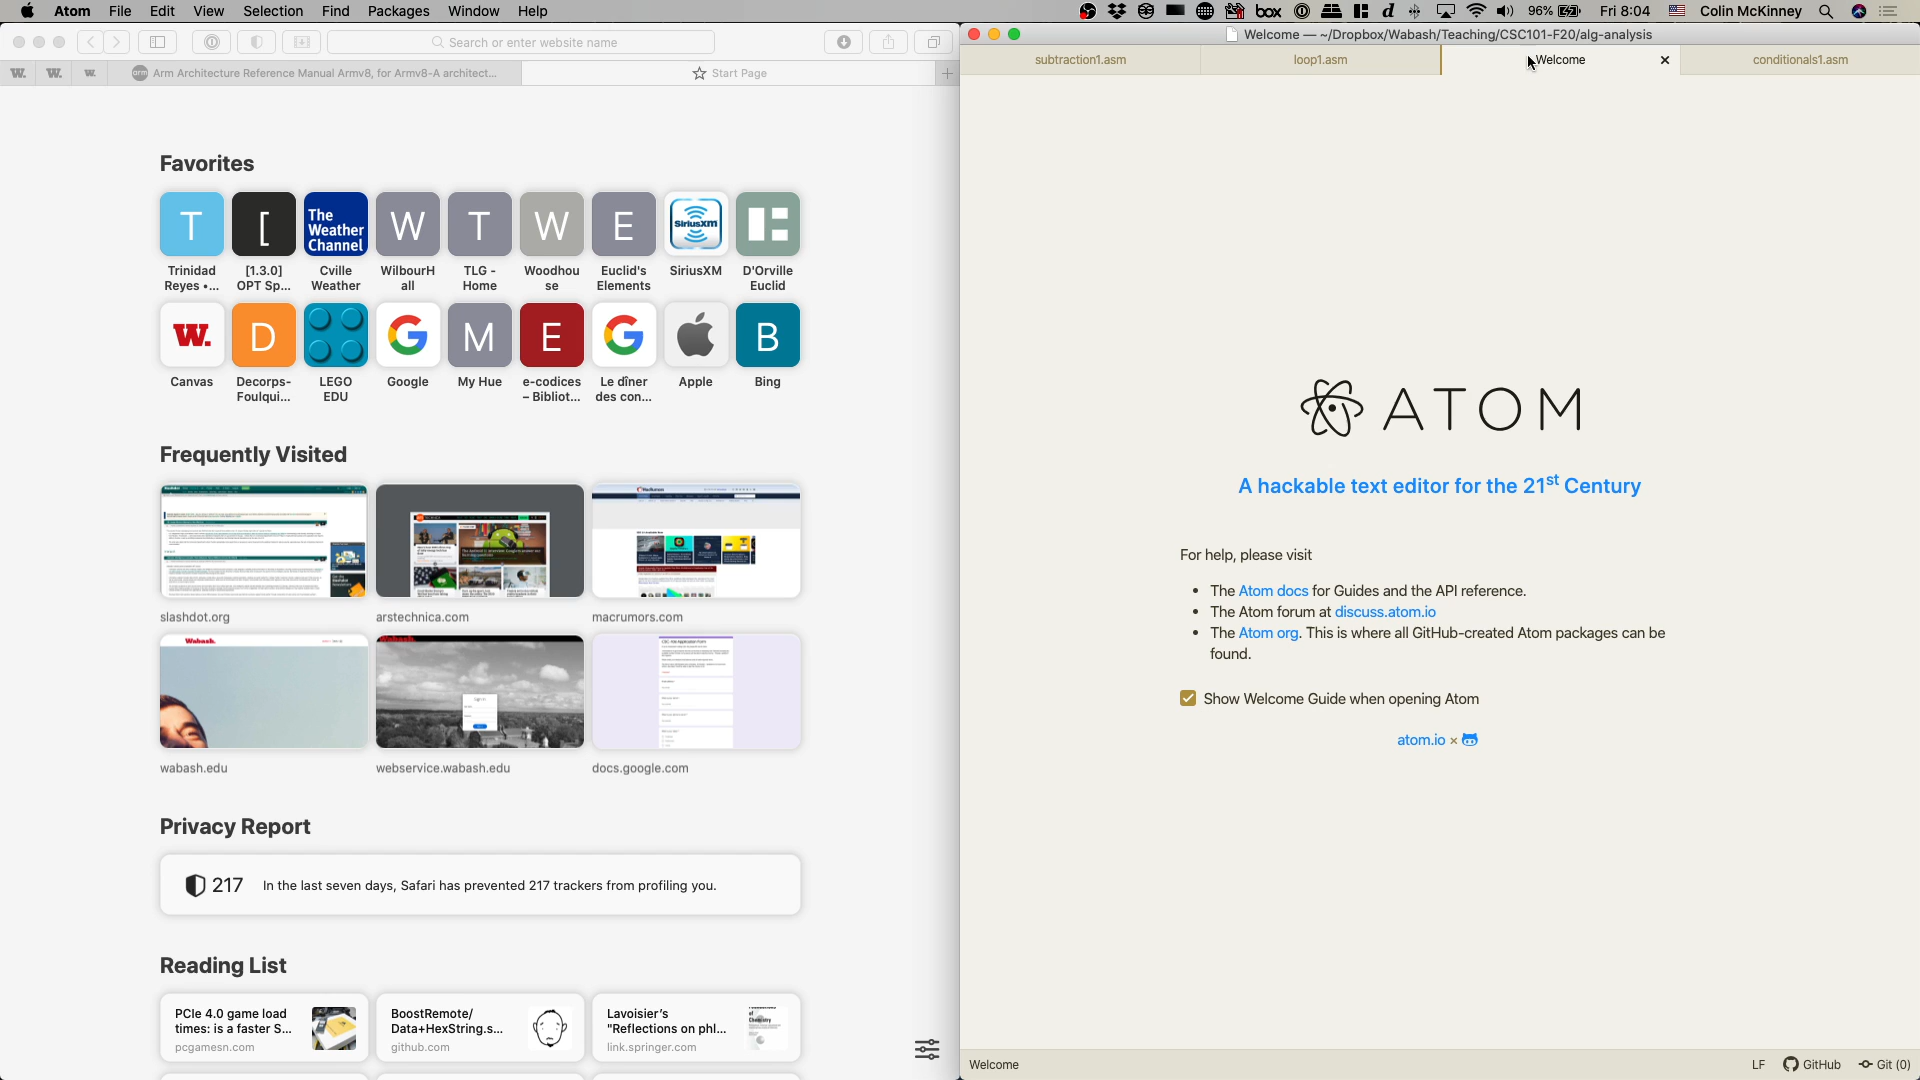 Atom File Edit View Selection Find Packages Window Help
box 96% Fri 8:04 Colin McKinney
Search or enter website name
W. W. W. arm Arm Architecture Reference Manual Armv8, for Armv8-A architect... Start Page
Favorites
T [ The Weather Channel W T W E SiriusXM
Trinidad Reyes •... [1.3.0] OPT Sp... Cville Weather WilbourH all TLG - Home Woodhou se Euclid's Elements SiriusXM D'Orville Euclid
W. D G M E G B
Canvas Decorps-Foulqui... LEGO EDU Google My Hue e-codices – Bibliot... Le dîner des con... Apple Bing
Frequently Visited
slashdot.org arstechnica.com macrumors.com
Wabash. Wabash.
wabash.edu webservice.wabash.edu docs.google.com
Privacy Report
217 In the last seven days, Safari has prevented 217 trackers from profiling you.
Reading List
PCIe 4.0 game load times: is a faster S... pcgamesn.com
BoostRemote/Data+HexString.s... github.com
Lavoisier's "Reflections on phl... link.springer.com
Welcome — ~/Dropbox/Wabash/Teaching/CSC101-F20/alg-analysis
subtraction1.asm loop1.asm Welcome conditionals1.asm
ATOM
A hackable text editor for the 21st Century
For help, please visit
• The Atom docs for Guides and the API reference.
• The Atom forum at discuss.atom.io
• The Atom org. This is where all GitHub-created Atom packages can be
found.
Show Welcome Guide when opening Atom
atom.io ×
Welcome LF GitHub Git (0)